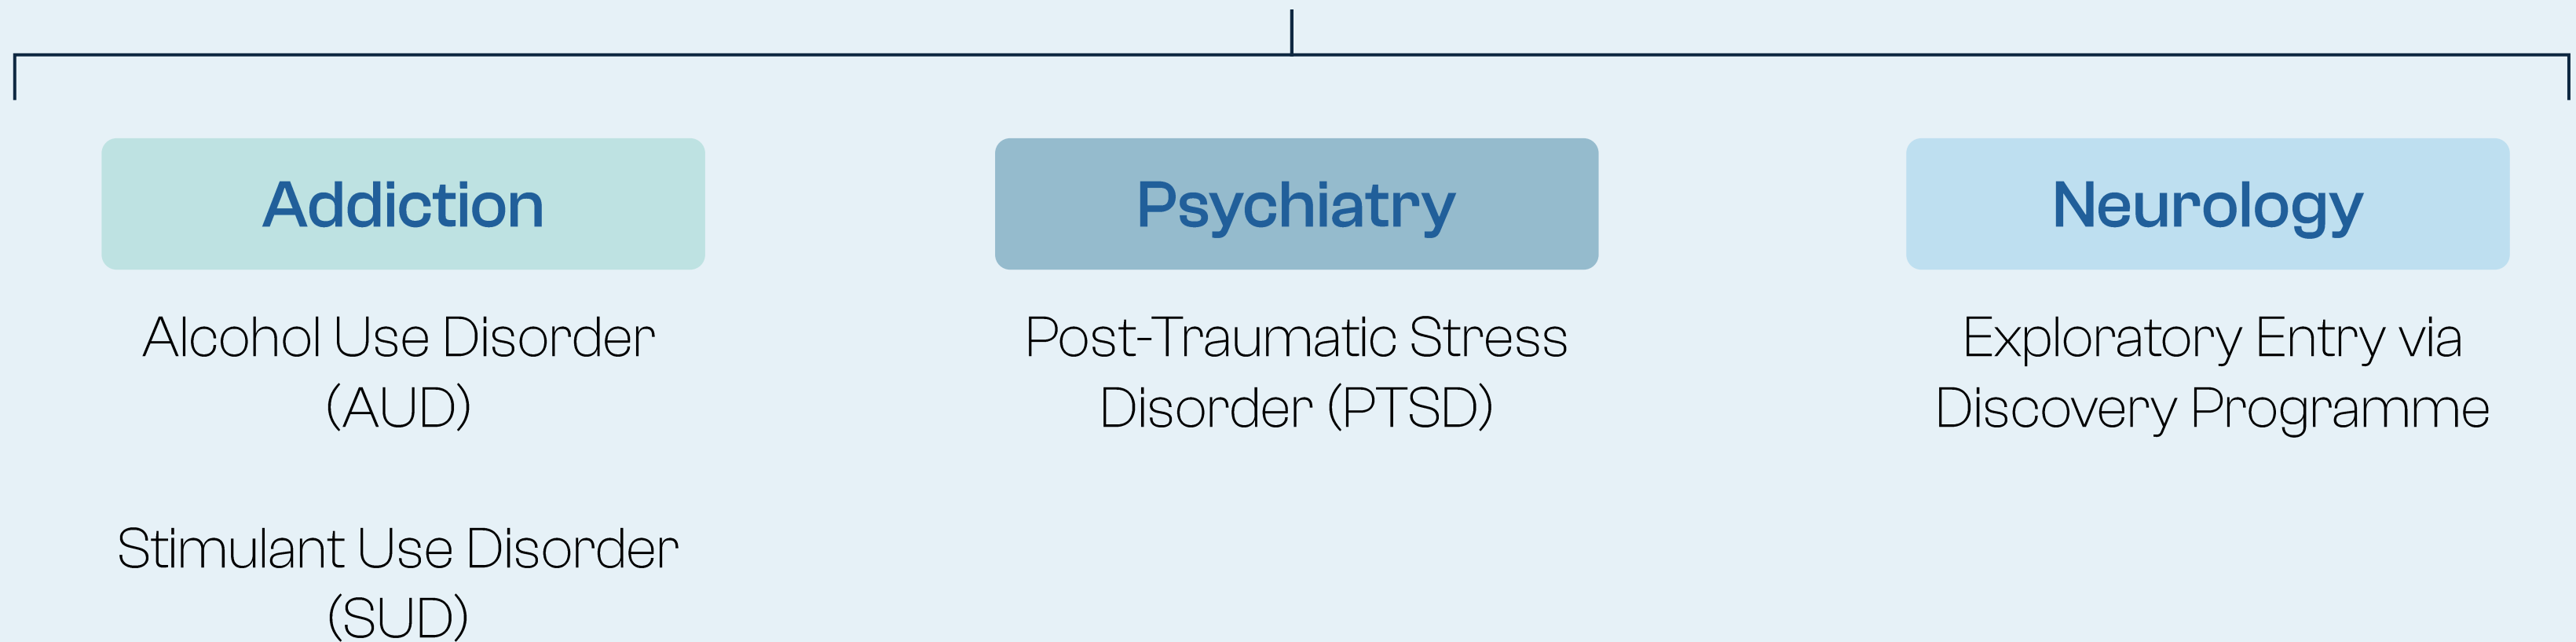 Addiction
Alcohol Use Disorder
(AUD)
Stimulant Use Disorder
(SUD)
Psychiatry
Post-Traumatic Stress
Disorder (PTSD)
Neurology
Exploratory Entry via
Discovery Programme